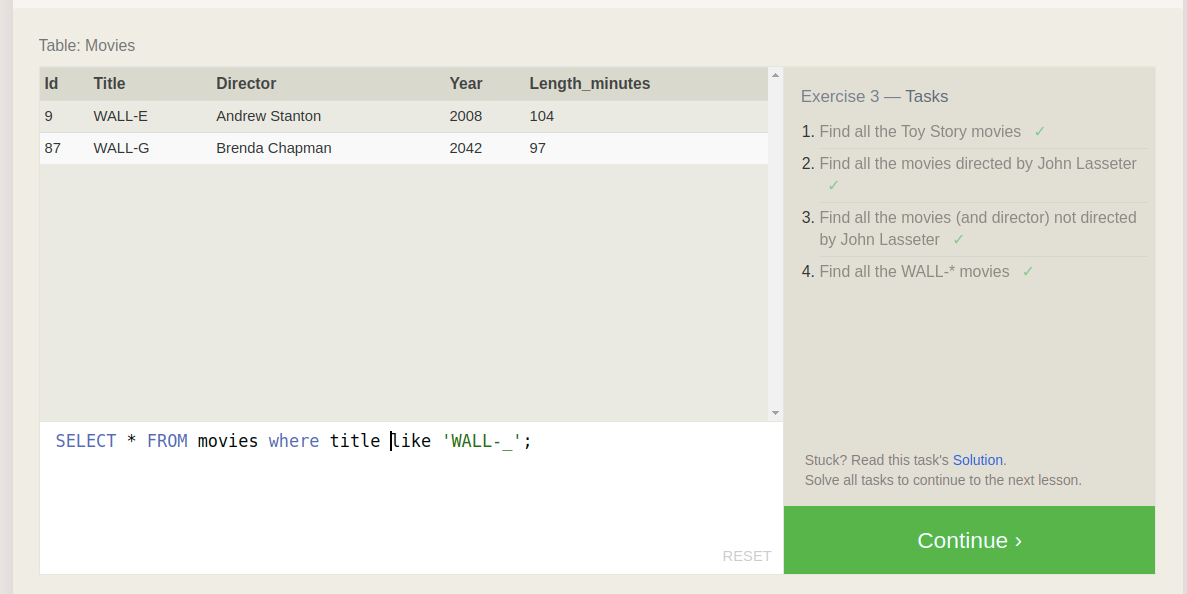 Table: Movies
Id Title Director Year Length_minutes
9 WALL-E Andrew Stanton 2008 104
87 WALL-G Brenda Chapman 2042 97
SELECT * FROM movies where title like 'WALL-_';
RESET
Exercise 3 — Tasks
1. Find all the Toy Story movies ✓
2. Find all the movies directed by John Lasseter
✓
3. Find all the movies (and director) not directed
by John Lasseter ✓
4. Find all the WALL-* movies ✓
Stuck? Read this task's Solution.
Solve all tasks to continue to the next lesson.
Continue ›